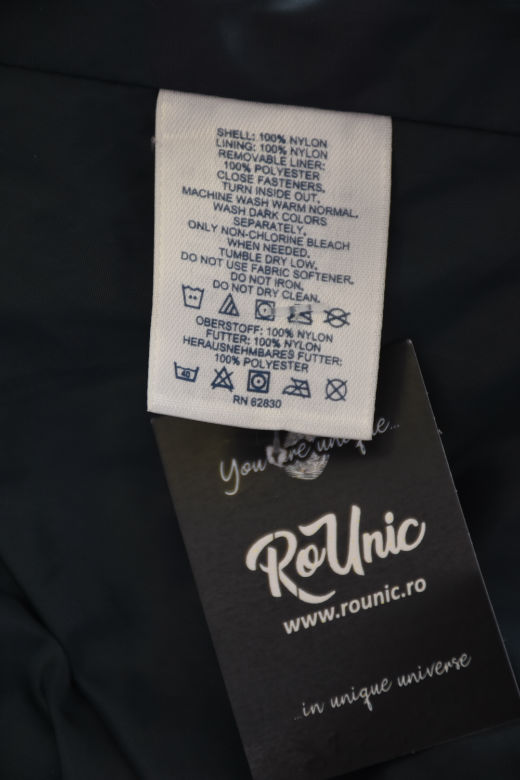 SHELL: 100% NYLON
LINING: 100% NYLON
REMOVABLE LINER:
100% POLYESTER
CLOSE FASTENERS.
TURN INSIDE OUT.
MACHINE WASH WARM NORMAL.
WASH DARK COLORS
SEPARATELY.
ONLY NON-CHLORINE BLEACH
WHEN NEEDED.
TUMBLE DRY LOW.
DO NOT USE FABRIC SOFTENER.
DO NOT IRON.
DO NOT DRY CLEAN.
OBERSTOFF: 100% NYLON
FUTTER: 100% NYLON
HERAUSNEHMBARES FUTTER:
100% POLYESTER
40
RN 62830
You are unique...
RoUnic
www.rounic.ro
...in unique universe